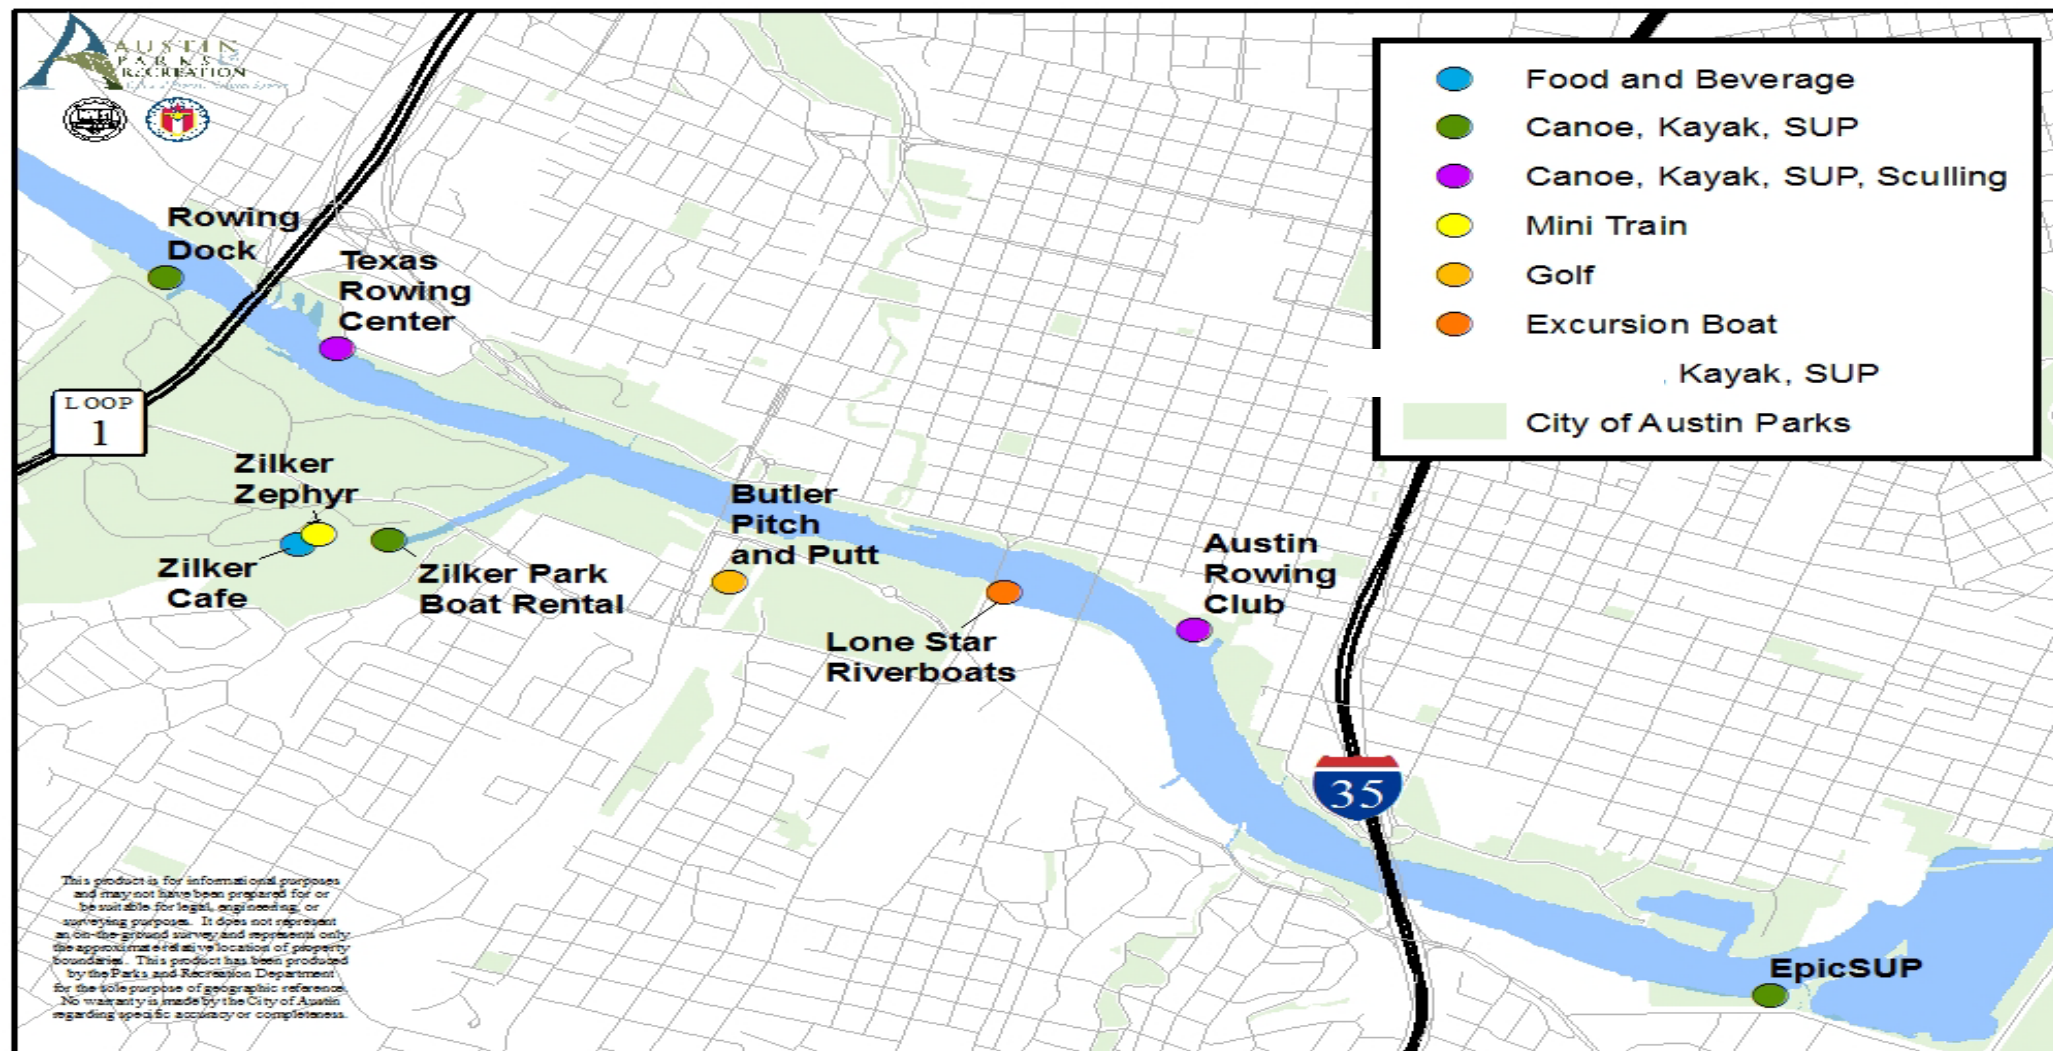 AUSTIN
PARKS
RECREATION
Food and Beverage
Canoe, Kayak, SUP
Canoe, Kayak, SUP, Sculling
Mini Train
Golf
Excursion Boat
, Kayak, SUP
City of Austin Parks
Rowing
Dock
Texas
Rowing
Center
LOOP
1
Zilker
Zephyr
Zilker
Cafe
Zilker Park
Boat Rental
Butler
Pitch
and Putt
Lone Star
Riverboats
Austin
Rowing
Club
35
EpicSUP
This product is for informational purposes
and may not have been prepared for or
be suitable for legal, engineering, or
surveying purposes. It does not represent
an on-the-ground survey and represents only
the approximate relative location of property
boundaries. This product has been produced
by the Parks and Recreation Department
for the sole purpose of geographic reference.
No warranty is made by the City of Austin
regarding specific accuracy or completeness.